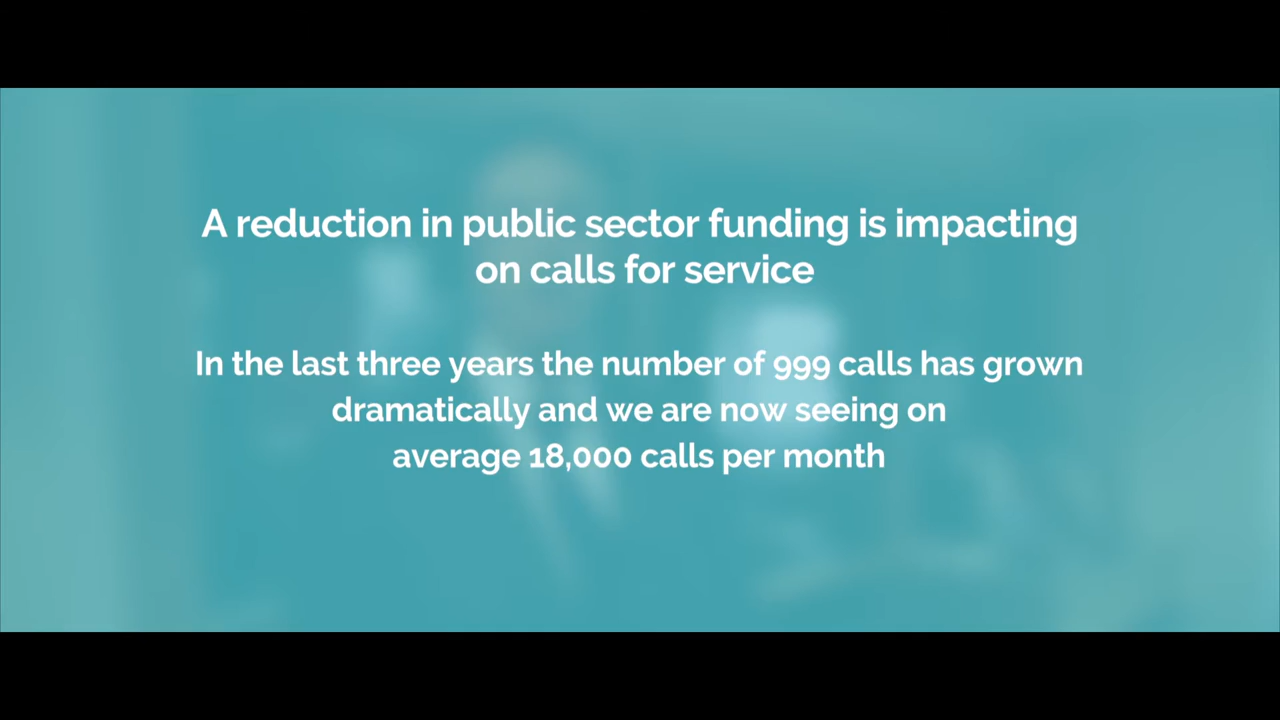 A reduction in public sector funding is impacting
on calls for service
In the last three years the number of 999 calls has grown
dramatically and we are now seeing on
average 18,000 calls per month